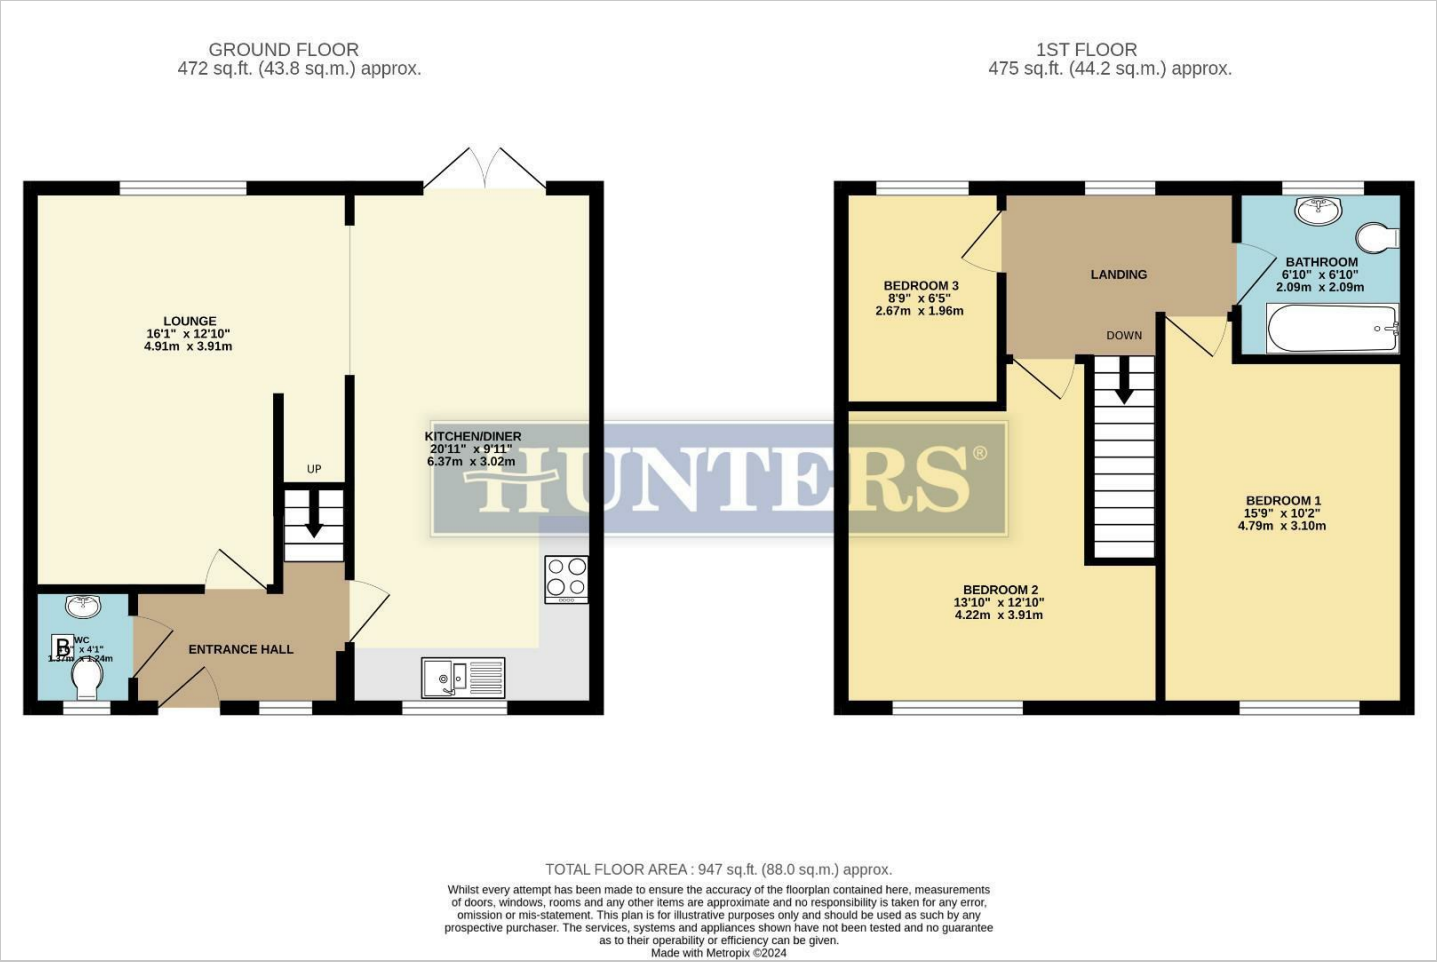 GROUND FLOOR
472 sq.ft. (43.8 sq.m.) approx.
1ST FLOOR
475 sq.ft. (44.2 sq.m.) approx.
LOUNGE
16'1" x 12'10"
4.91m x 3.91m
UP
KITCHEN/DINER
20'11" x 9'11"
6.37m x 3.02m
WC
B
x 4'1"
1.37m x 1.24m
ENTRANCE HALL
BEDROOM 3
8'9" x 6'5"
2.67m x 1.96m
LANDING
DOWN
BATHROOM
6'10" x 6'10"
2.09m x 2.09m
BEDROOM 1
15'9" x 10'2"
4.79m x 3.10m
BEDROOM 2
13'10" x 12'10"
4.22m x 3.91m
HUNTERS®
TOTAL FLOOR AREA : 947 sq.ft. (88.0 sq.m.) approx.
Whilst every attempt has been made to ensure the accuracy of the floorplan contained here, measurements
of doors, windows, rooms and any other items are approximate and no responsibility is taken for any error,
omission or mis-statement. This plan is for illustrative purposes only and should be used as such by any
prospective purchaser. The services, systems and appliances shown have not been tested and no guarantee
as to their operability or efficiency can be given.
Made with Metropix ©2024